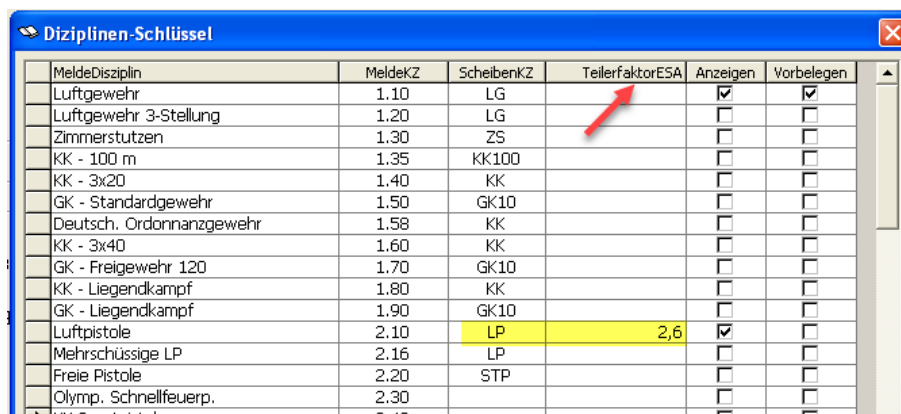 Diziplinen-Schlüssel
MeldeDisziplin MeldeKZ ScheibenKZ TeilerfaktorESA Anzeigen Vorbelegen
Luftgewehr 1.10 LG
Luftgewehr 3-Stellung 1.20 LG
Zimmerstutzen 1.30 ZS
KK - 100 m 1.35 KK100
KK - 3x20 1.40 KK
GK - Standardgewehr 1.50 GK10
Deutsch. Ordonnanzgewehr 1.58 KK
KK - 3x40 1.60 KK
GK - Freigewehr 120 1.70 GK10
KK - Liegendkampf 1.80 KK
GK - Liegendkampf 1.90 GK10
Luftpistole 2.10 LP 2,6
Mehrschüssige LP 2.16 LP
Freie Pistole 2.20 STP
Olymp. Schnellfeuerp. 2.30